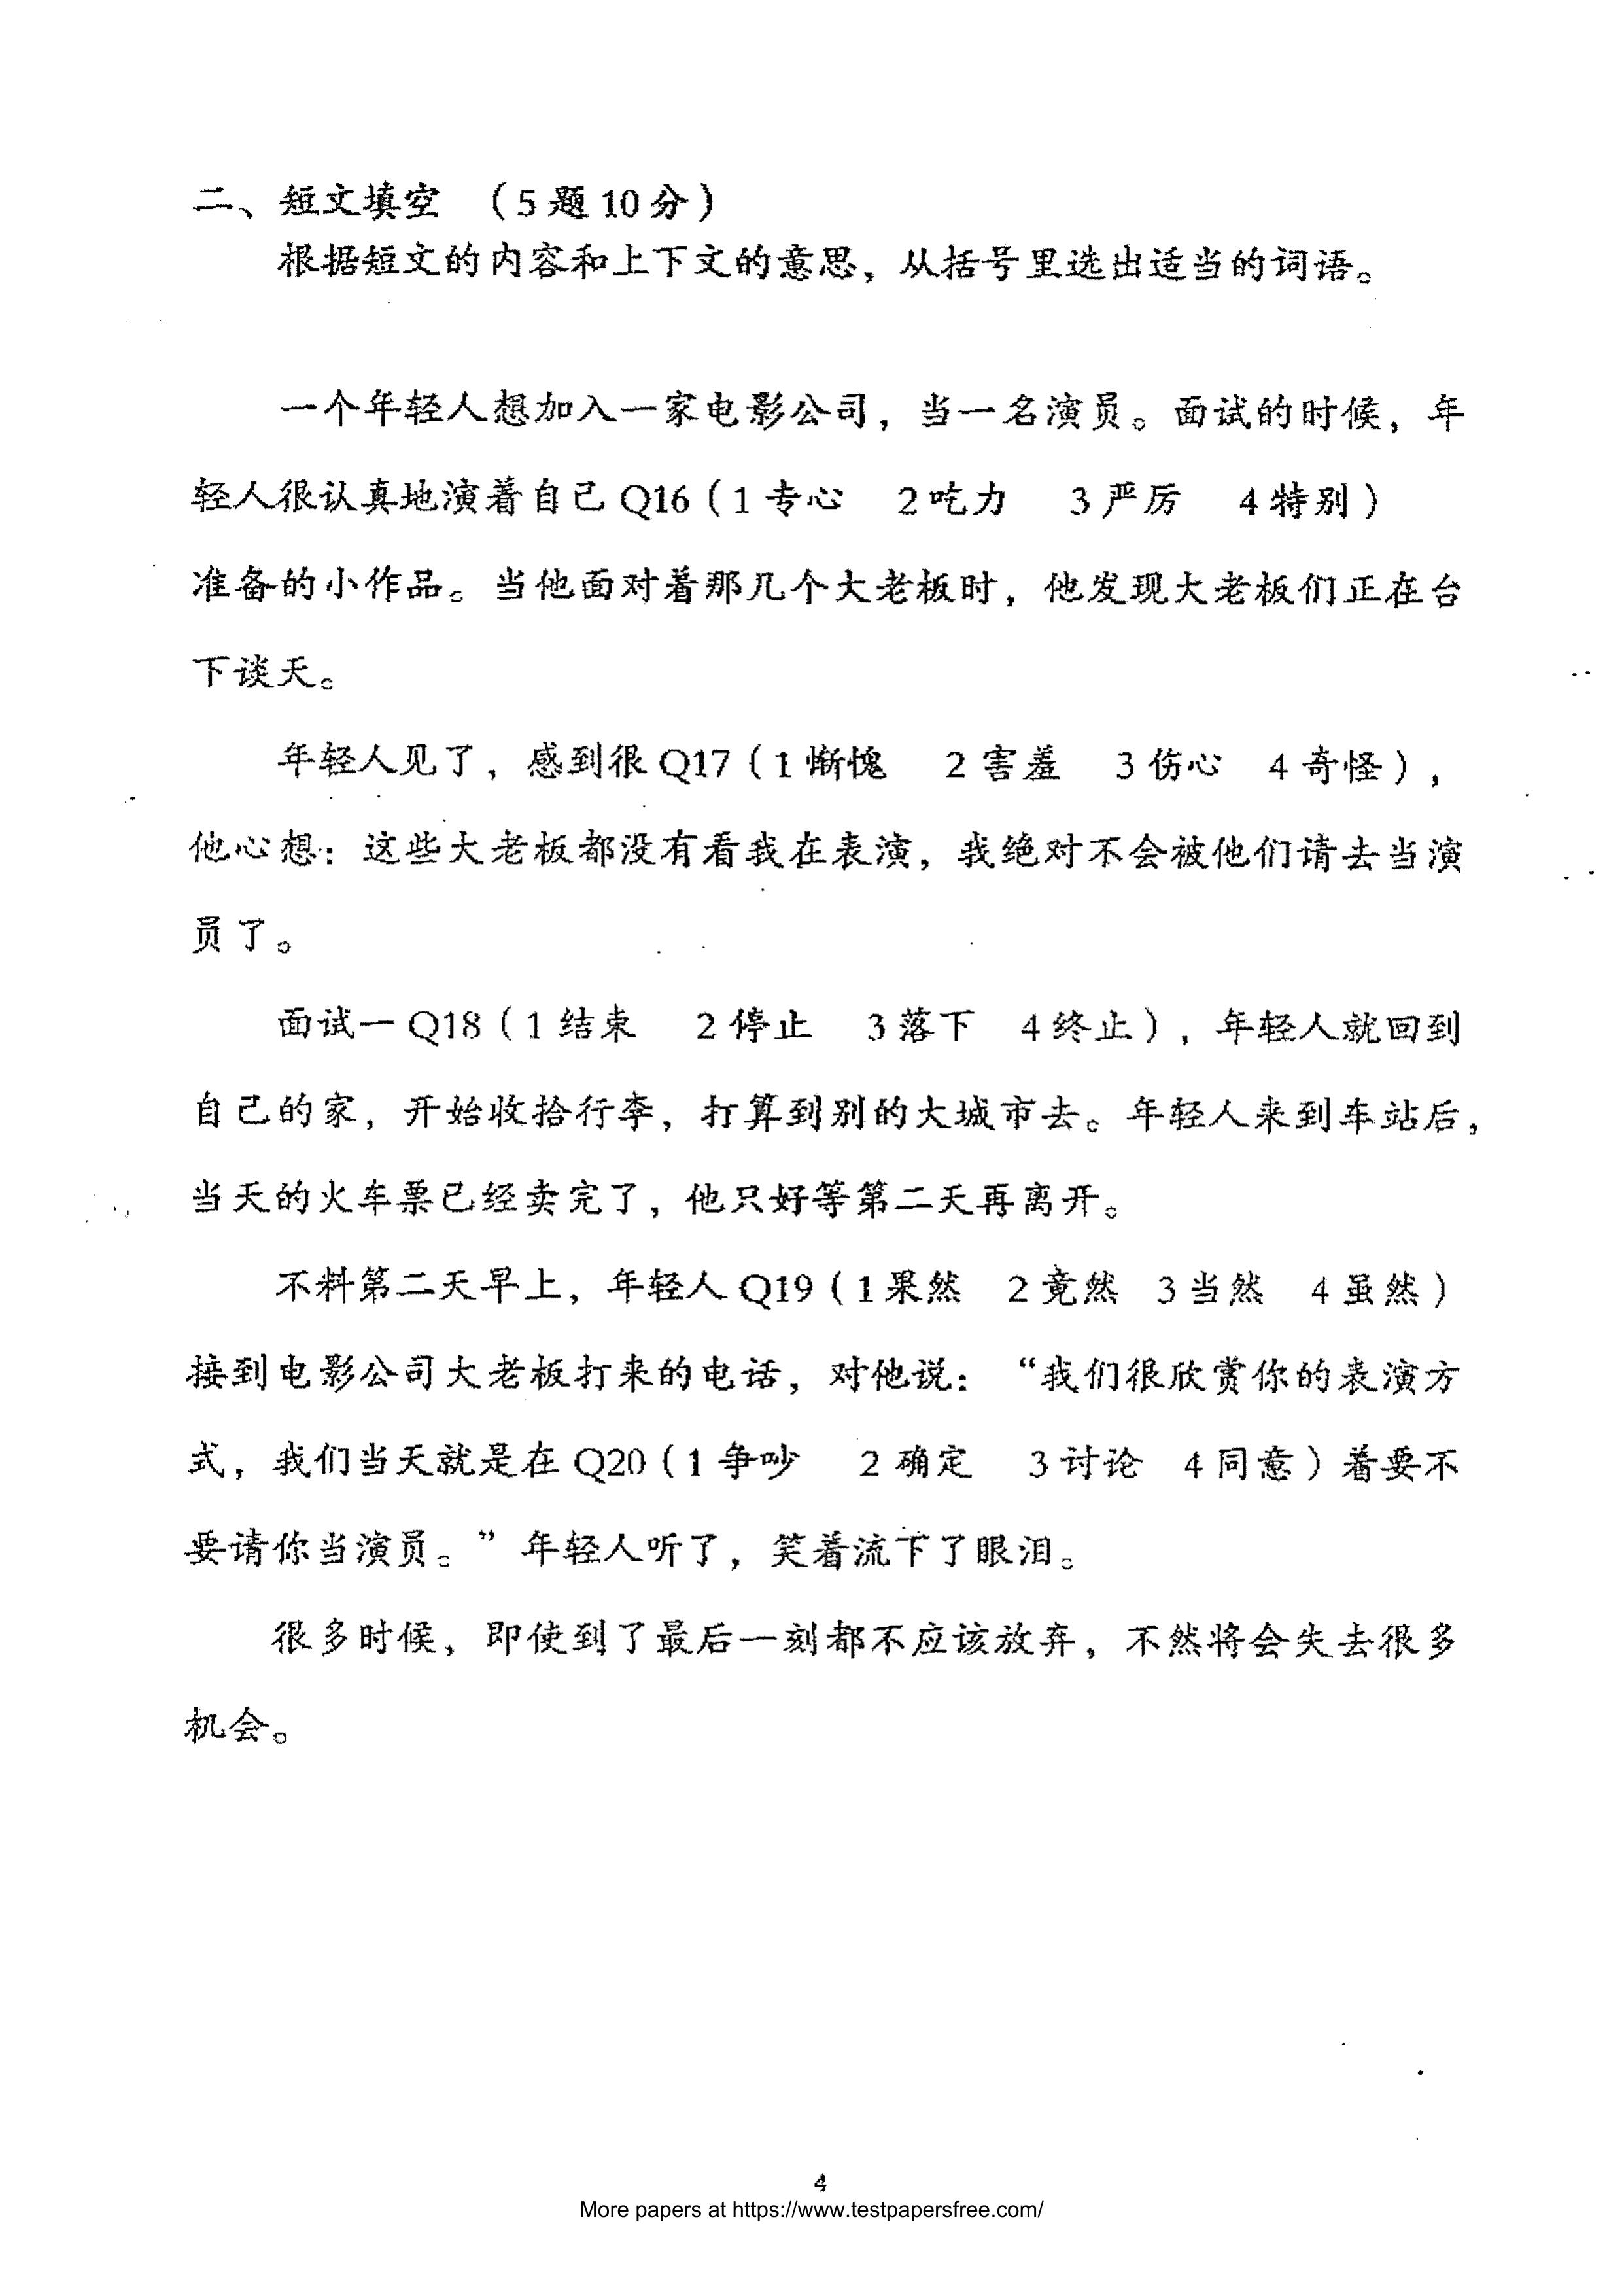 二、短文填空 （5题10分）
根据短文的内容和上下文的意思，从括号里选出适当的词语。
一个年轻人想加入一家电影公司，当一名演员。面试的时候，年
轻人很认真地演着自己Q16（1专心 2吃力 3严厉 4特别）
准备的小作品。当他面对着那几个大老板时，他发现大老板们正在台
下谈天。
年轻人见了，感到很Q17（1惭愧 2害羞 3伤心 4奇怪），
他心想：这些大老板都没有看我在表演，我绝对不会被他们请去当演
员了。
面试一Q18（1结束 2停止 3落下 4终止），年轻人就回到
自己的家，开始收拾行李，打算到别的大城市去。年轻人来到车站后，
当天的火车票已经卖完了，他只好等第二天再离开。
不料第二天早上，年轻人Q19（1果然 2竟然 3当然 4虽然）
接到电影公司大老板打来的电话，对他说：“我们很欣赏你的表演方
式，我们当天就是在Q20（1争吵 2确定 3讨论 4同意）着要不
要请你当演员。”年轻人听了，笑着流下了眼泪。
很多时候，即使到了最后一刻都不应该放弃，不然将会失去很多
机会。
4
More papers at https://www.testpapersfree.com/